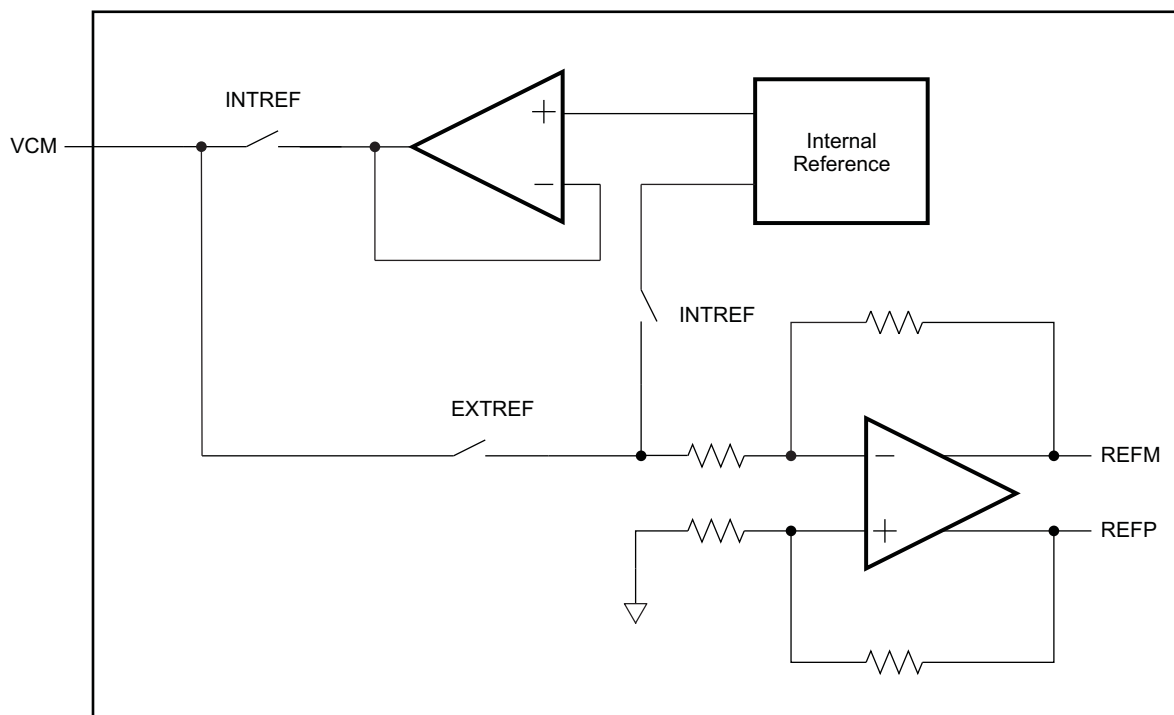 INTREF
VCM
+
−
Internal
Reference
INTREF
EXTREF
−
+
REFM
REFP